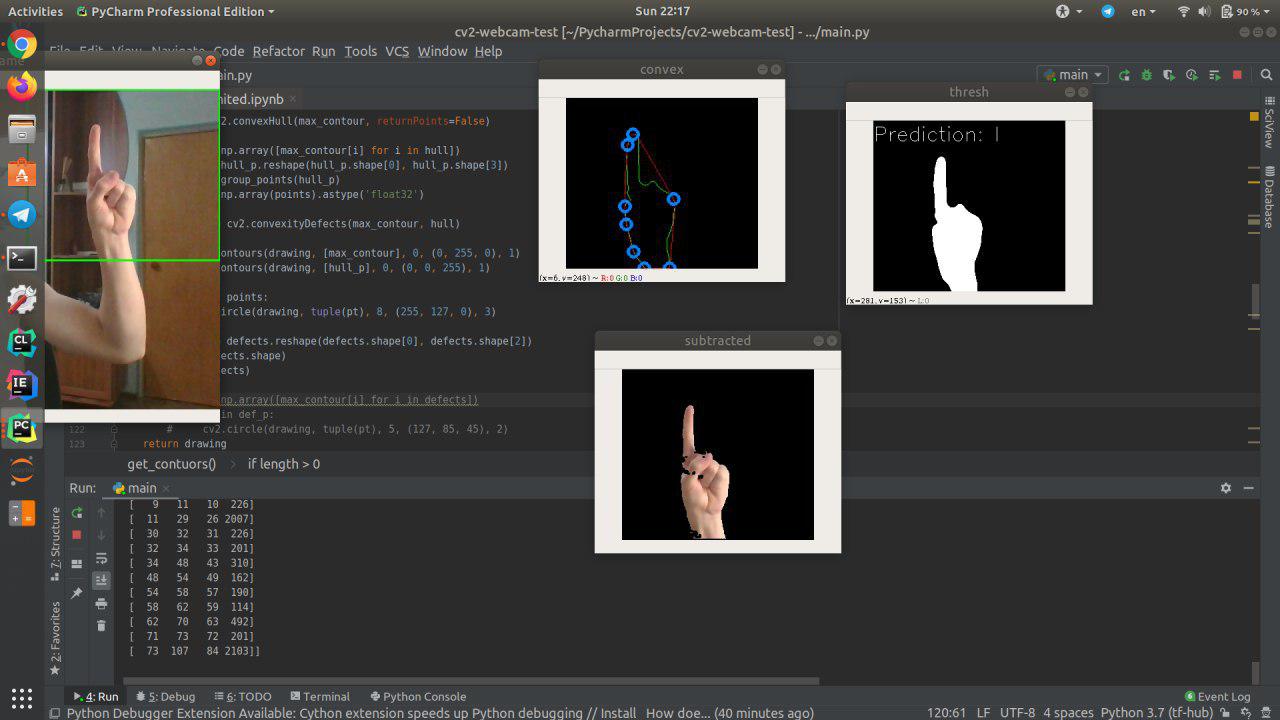 Activities PyCharm Professional Edition Sun 22:17 en 90 %
cv2-webcam-test [~/PycharmProjects/cv2-webcam-test] - .../main.py
File Edit View Navigate Code Refactor Run Tools VCS Window Help
ame
in.py
main
nited.ipynb
convex
thresh
Prediction: I
(x=6, y=248) ~ R:0 G:0 B:0
(x=281, y=153) ~ L:0
subtracted
SciView
Database
2.convexHull(max_contour, returnPoints=False)
np.array([max_contour[i] for i in hull])
hull_p.reshape(hull_p.shape[0], hull_p.shape[3])
group_points(hull_p)
np.array(points).astype('float32')
cv2.convexityDefects(max_contour, hull)
ontours(drawing, [max_contour], 0, (0, 255, 0), 1)
ontours(drawing, [hull_p], 0, (0, 0, 255), 1)
points:
ircle(drawing, tuple(pt), 8, (255, 127, 0), 3)
defects.reshape(defects.shape[0], defects.shape[2])
ects.shape)
ects)
np.array([max_contour[i] for i in defects])
in def_p:
122 # cv2.circle(drawing, tuple(pt), 5, (127, 85, 45), 2)
123 return drawing
get_contuors() if length > 0
Run: main
[ 9 11 10 226]
[ 11 29 26 2007]
[ 30 32 31 226]
[ 32 34 33 201]
[ 34 48 43 310]
[ 48 54 49 162]
[ 54 58 57 190]
[ 58 62 59 114]
[ 62 70 63 492]
[ 71 73 72 201]
[ 73 107 84 2103]]
7: Structure
2: Favorites
CL
IE
PC
4: Run 5: Debug 6: TODO Terminal Python Console 6 Event Log
Python Debugger Extension Available: Cython extension speeds up Python debugging // Install How doe... (40 minutes ago) 120:61 LF UTF-8 4 spaces Python 3.7 (tf-hub)